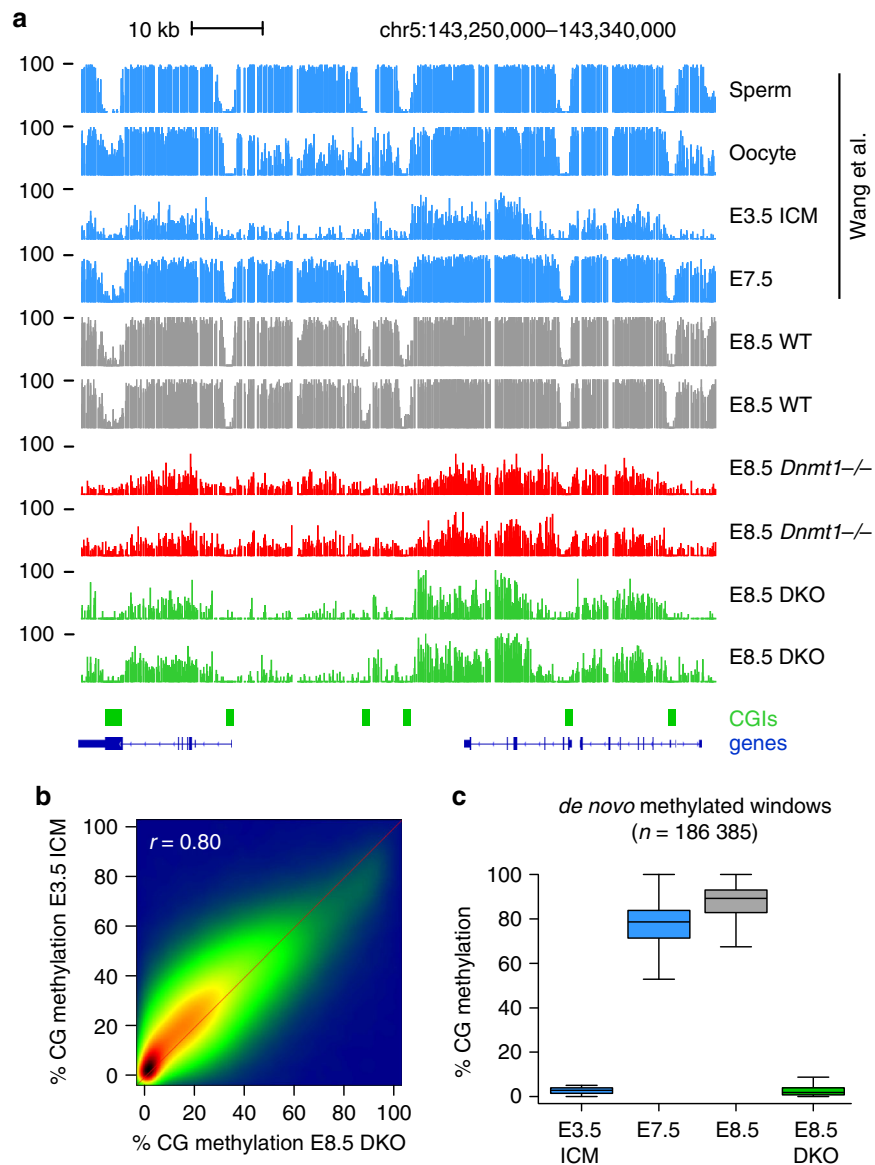 a
10 kb
chr5:143,250,000–143,340,000
100
Sperm
100
Oocyte
100
E3.5 ICM
100
E7.5
Wang et al.
100
E8.5 WT
100
E8.5 WT
100
E8.5 Dnmt1–/–
100
E8.5 Dnmt1–/–
100
E8.5 DKO
100
E8.5 DKO
CGIs
genes
b
% CG methylation E3.5 ICM
100
80
60
40
20
0
r = 0.80
0 20 40 60 80 100
% CG methylation E8.5 DKO
c
de novo methylated windows
(n = 186 385)
% CG methylation
100
80
60
40
20
0
E3.5 E7.5 E8.5 E8.5
ICM DKO